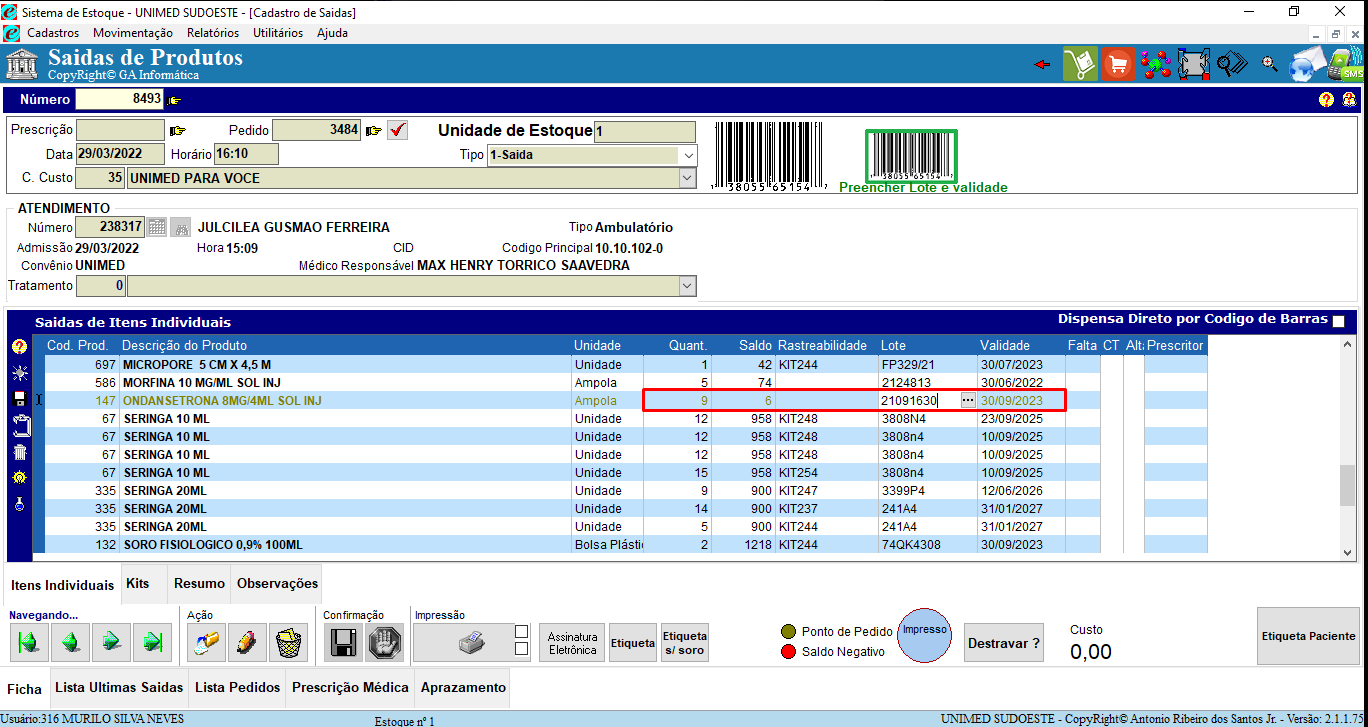 Sistema de Estoque - UNIMED SUDOESTE - [Cadastro de Saidas]
Cadastros Movimentação Relatórios Utilitários Ajuda
Saidas de Produtos
CopyRight© GA Informática
SMS
Número 8493
Prescrição Pedido 3484 Unidade de Estoque 1
Data 29/03/2022 Horário 16:10 Tipo 1-Saida
C. Custo 35 UNIMED PARA VOCE
1 38055 65154 7
38055 65154
Preencher Lote e validade
ATENDIMENTO
Número 238317 JULCILEA GUSMAO FERREIRA Tipo Ambulatório
Admissão 29/03/2022 Hora 15:09 CID Codigo Principal 10.10.102-0
Convênio UNIMED Médico Responsável MAX HENRY TORRICO SAAVEDRA
Tratamento 0
Saidas de Itens Individuais Dispensa Direto por Codigo de Barras
Cod. Prod. Descrição do Produto Unidade Quant. Saldo Rastreabilidade Lote Validade Falta CT Alt Prescritor
697 MICROPORE 5 CM X 4,5 M Unidade 1 42 KIT244 FP329/21 30/07/2023
586 MORFINA 10 MG/ML SOL INJ Ampola 5 74 2124813 30/06/2022
147 ONDANSETRONA 8MG/4ML SOL INJ Ampola 9 6 21091630 ... 30/09/2023
67 SERINGA 10 ML Unidade 12 958 KIT248 3808N4 23/09/2025
67 SERINGA 10 ML Unidade 12 958 KIT248 3808n4 10/09/2025
67 SERINGA 10 ML Unidade 12 958 KIT248 3808n4 10/09/2025
67 SERINGA 10 ML Unidade 15 958 KIT254 3808n4 10/09/2025
335 SERINGA 20ML Unidade 9 900 KIT247 3399P4 12/06/2026
335 SERINGA 20ML Unidade 14 900 KIT237 241A4 31/01/2027
335 SERINGA 20ML Unidade 5 900 KIT244 241A4 31/01/2027
132 SORO FISIOLOGICO 0,9% 100ML Bolsa Plásti 2 1218 KIT244 74QK4308 30/09/2023
Itens Individuais Kits Resumo Observações
Navegando... Ação Confirmação Impressão
Assinatura Eletrônica
Etiqueta
Etiqueta s/ soro
Ponto de Pedido
Saldo Negativo
Impresso
Destravar ?
Custo
0,00
Etiqueta Paciente
Ficha Lista Ultimas Saidas Lista Pedidos Prescrição Médica Aprazamento
Usuário:316 MURILO SILVA NEVES Estoque nº 1 UNIMED SUDOESTE - CopyRight© Antonio Ribeiro dos Santos Jr. - Versão: 2.1.1.75